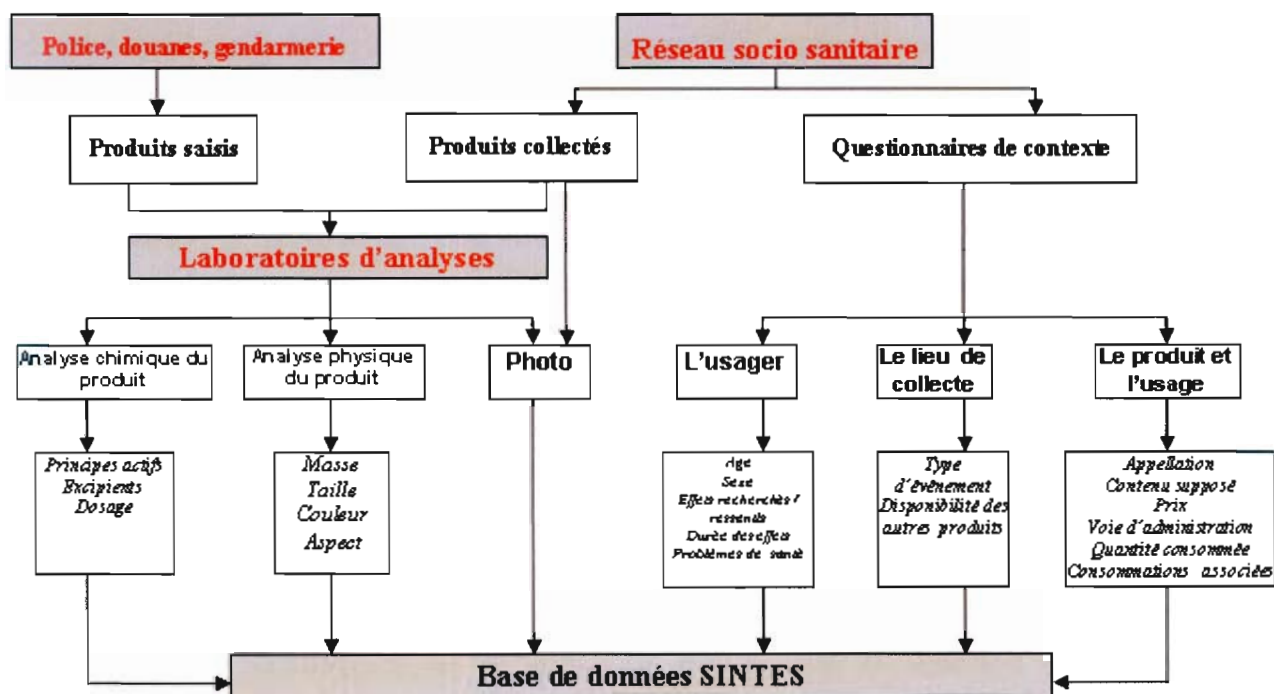 Police, douanes, gendarmerie
Réseau socio sanitaire
Produits saisis
Produits collectés
Questionnaires de contexte
Laboratoires d'analyses
Analyse chimique du
produit
Analyse physique
du produit
Photo
L'usager
Le lieu de
collecte
Le produit et
l'usage
Principes actifs
Excipients
Dosage
Masse
Taille
Couleur
Aspect
Age
Sexe
Effets recherchés /
ressentis
Durée des effets
Problèmes de santé
Type
d'évènement
Disponibilité des
autres produits
Appellation
Contenu supposé
Prix
Voie d'administration
Quantité consommée
Consommations associées
Base de données SINTES